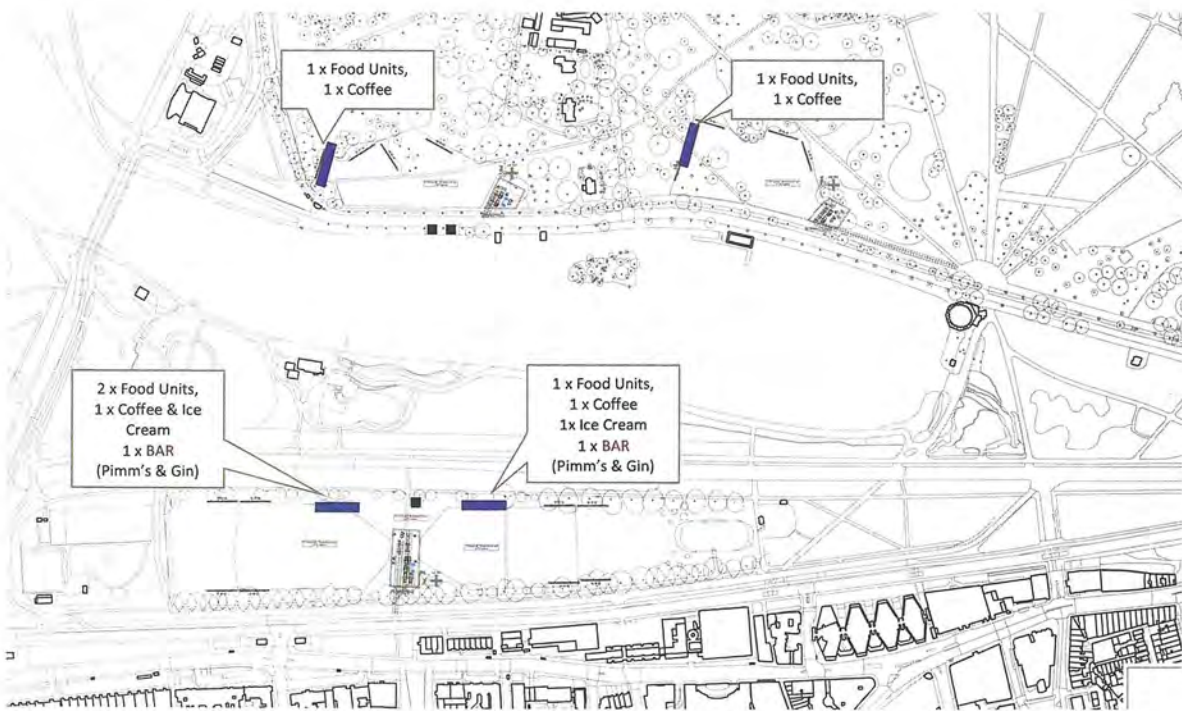 1 x Food Units,
1 x Coffee
1 x Food Units,
1 x Coffee
2 x Food Units,
1 x Coffee & Ice
Cream
1 x BAR
(Pimm's & Gin)
1 x Food Units,
1 x Coffee
1x Ice Cream
1 x BAR
(Pimm's & Gin)